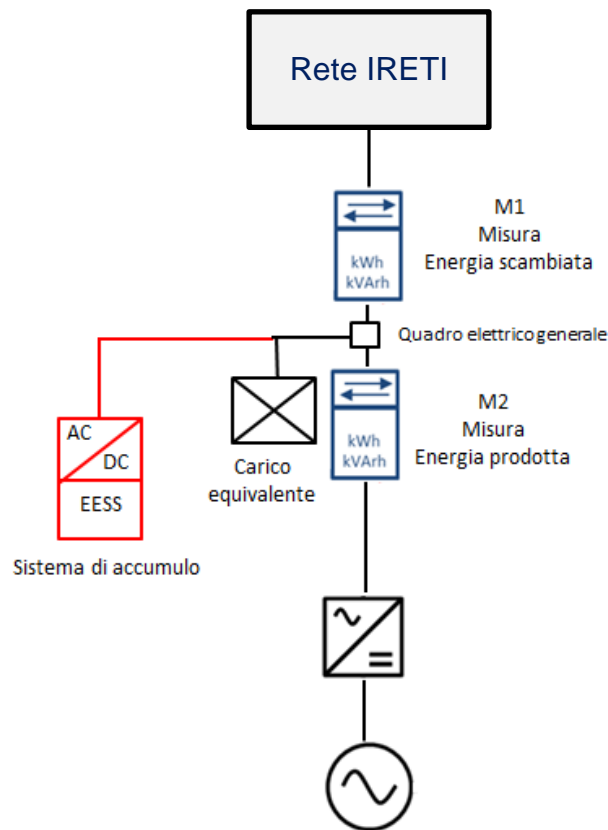 Rete IRETI
M1
Misura
Energia scambiata
kWh
kVArh
Quadro elettrico generale
M2
Misura
Energia prodotta
kWh
kVArh
AC
DC
EESS
Carico
equivalente
Sistema di accumulo